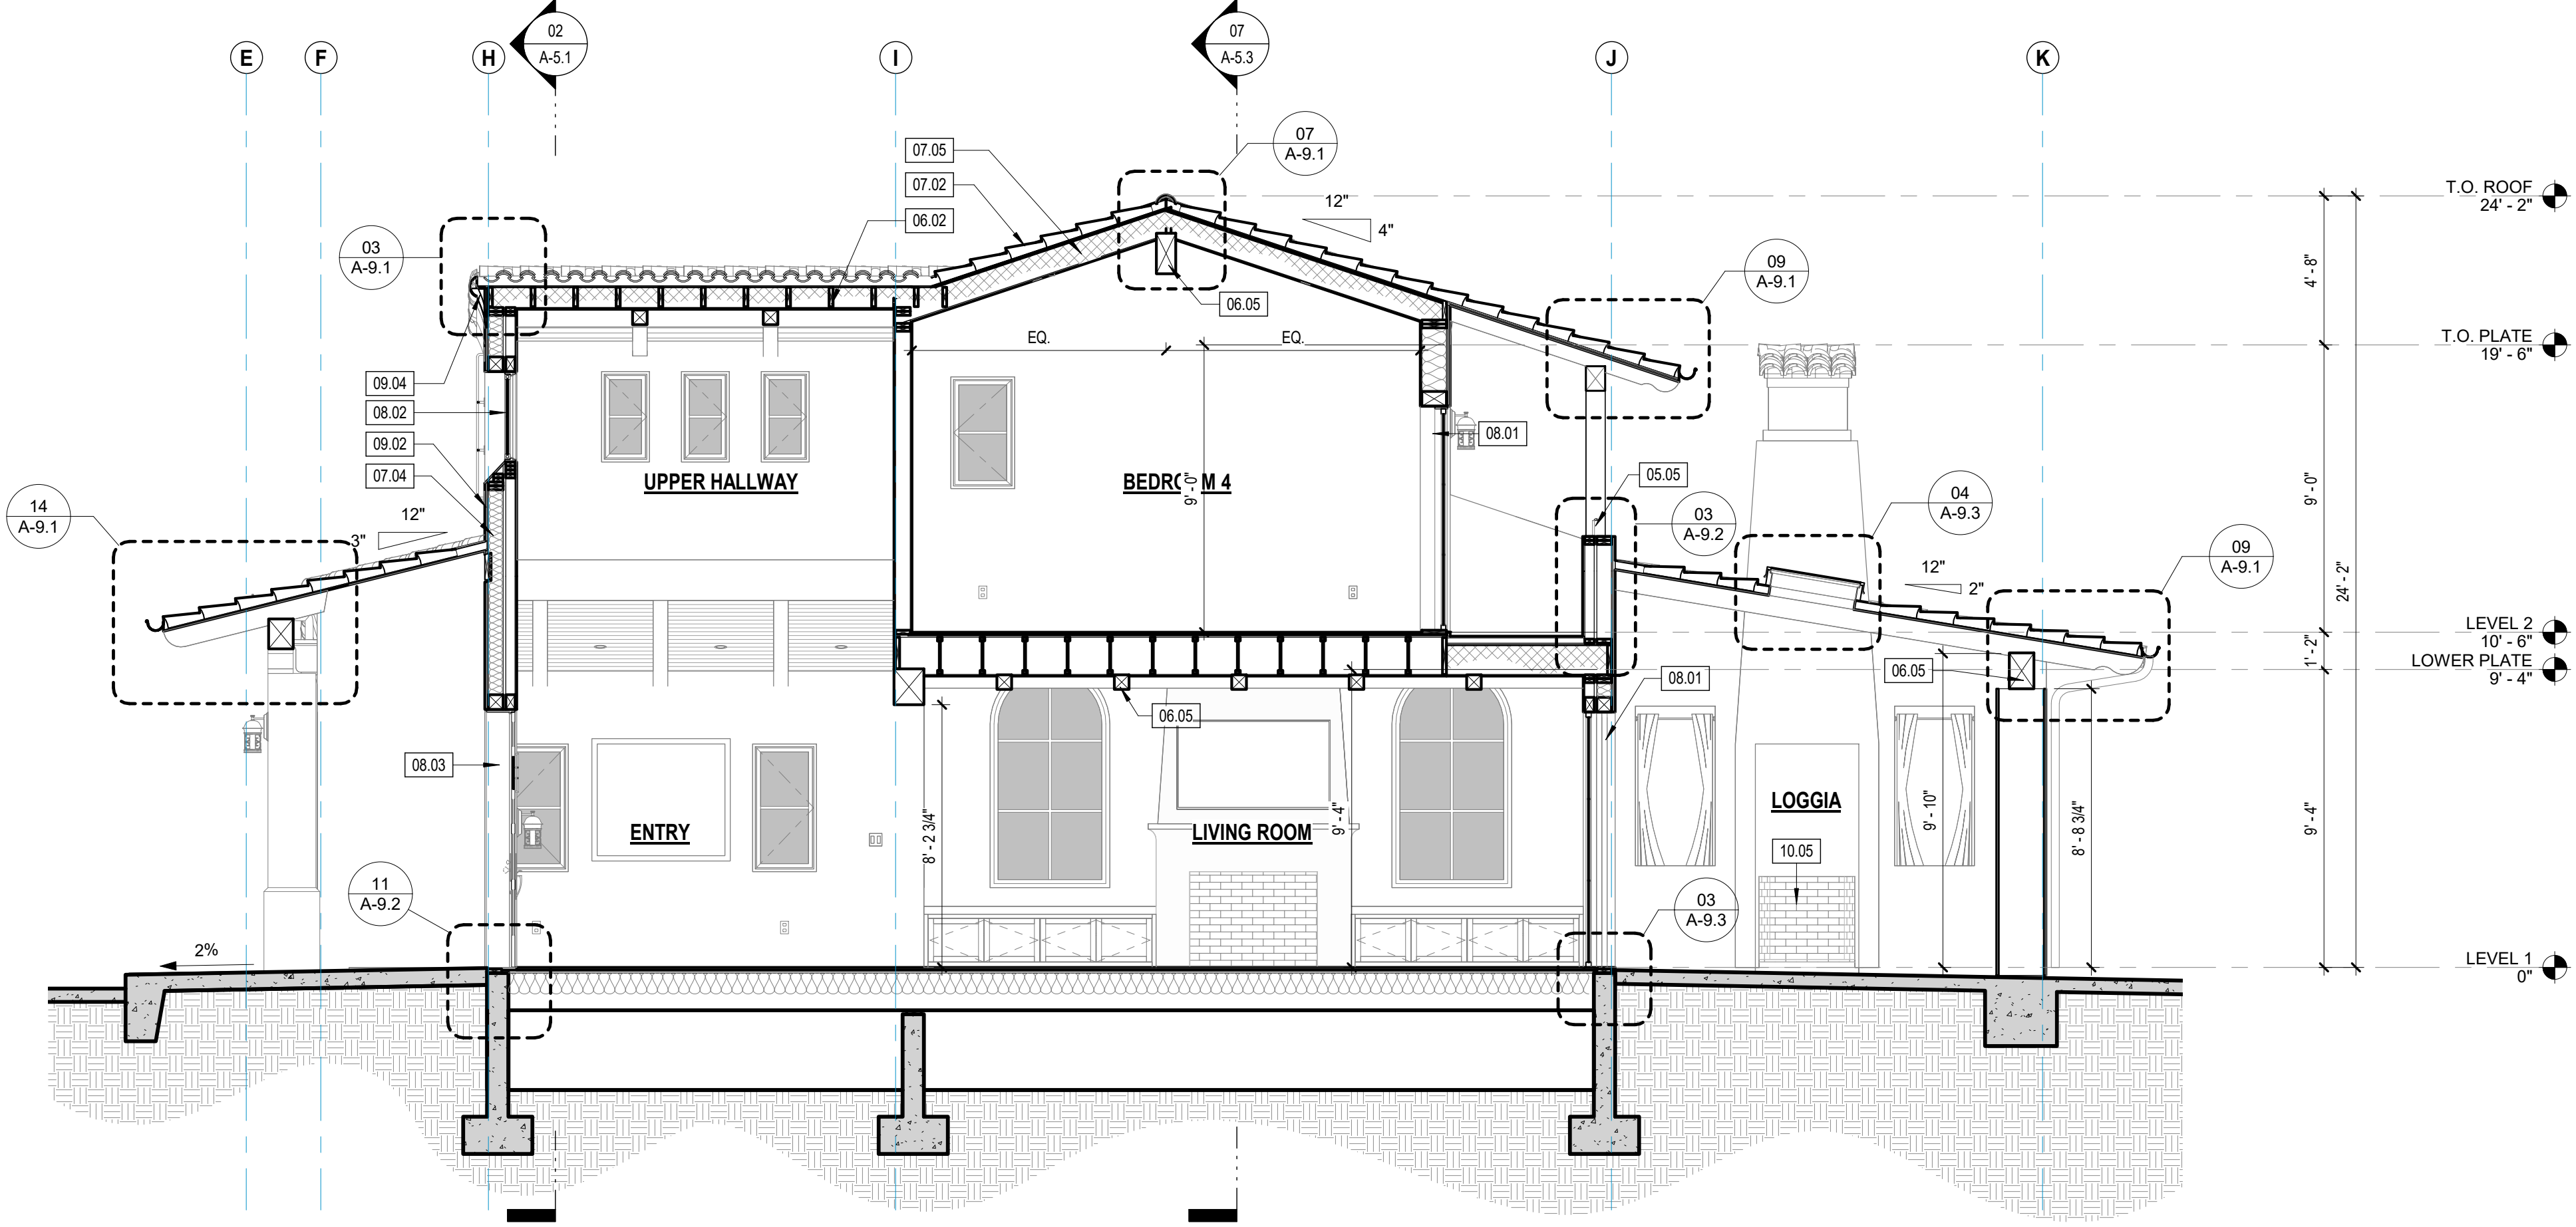 02
A-5.1
07
A-5.3
E
F
H
I
J
K
07
A-9.1
07.05
07.02
06.02
12"
4"
T.O. ROOF
24' - 2"
03
A-9.1
09
A-9.1
4' - 8"
06.05
EQ.
EQ.
T.O. PLATE
19' - 6"
09.04
08.02
09.02
07.04
08.01
UPPER HALLWAY
BEDRO M 4
9' - 0"
05.05
9' - 0"
14
A-9.1
12"
3"
03
A-9.2
04
A-9.3
09
A-9.1
12"
2"
24' - 2"
LEVEL 2
10' - 6"
1' - 2"
LOWER PLATE
9' - 4"
06.05
08.01
06.05
08.03
ENTRY
8' - 2 3/4"
LIVING ROOM
9' - 4"
LOGGIA
9' - 10"
8' - 8 3/4"
9' - 4"
10.05
11
A-9.2
03
A-9.3
2%
LEVEL 1
0"